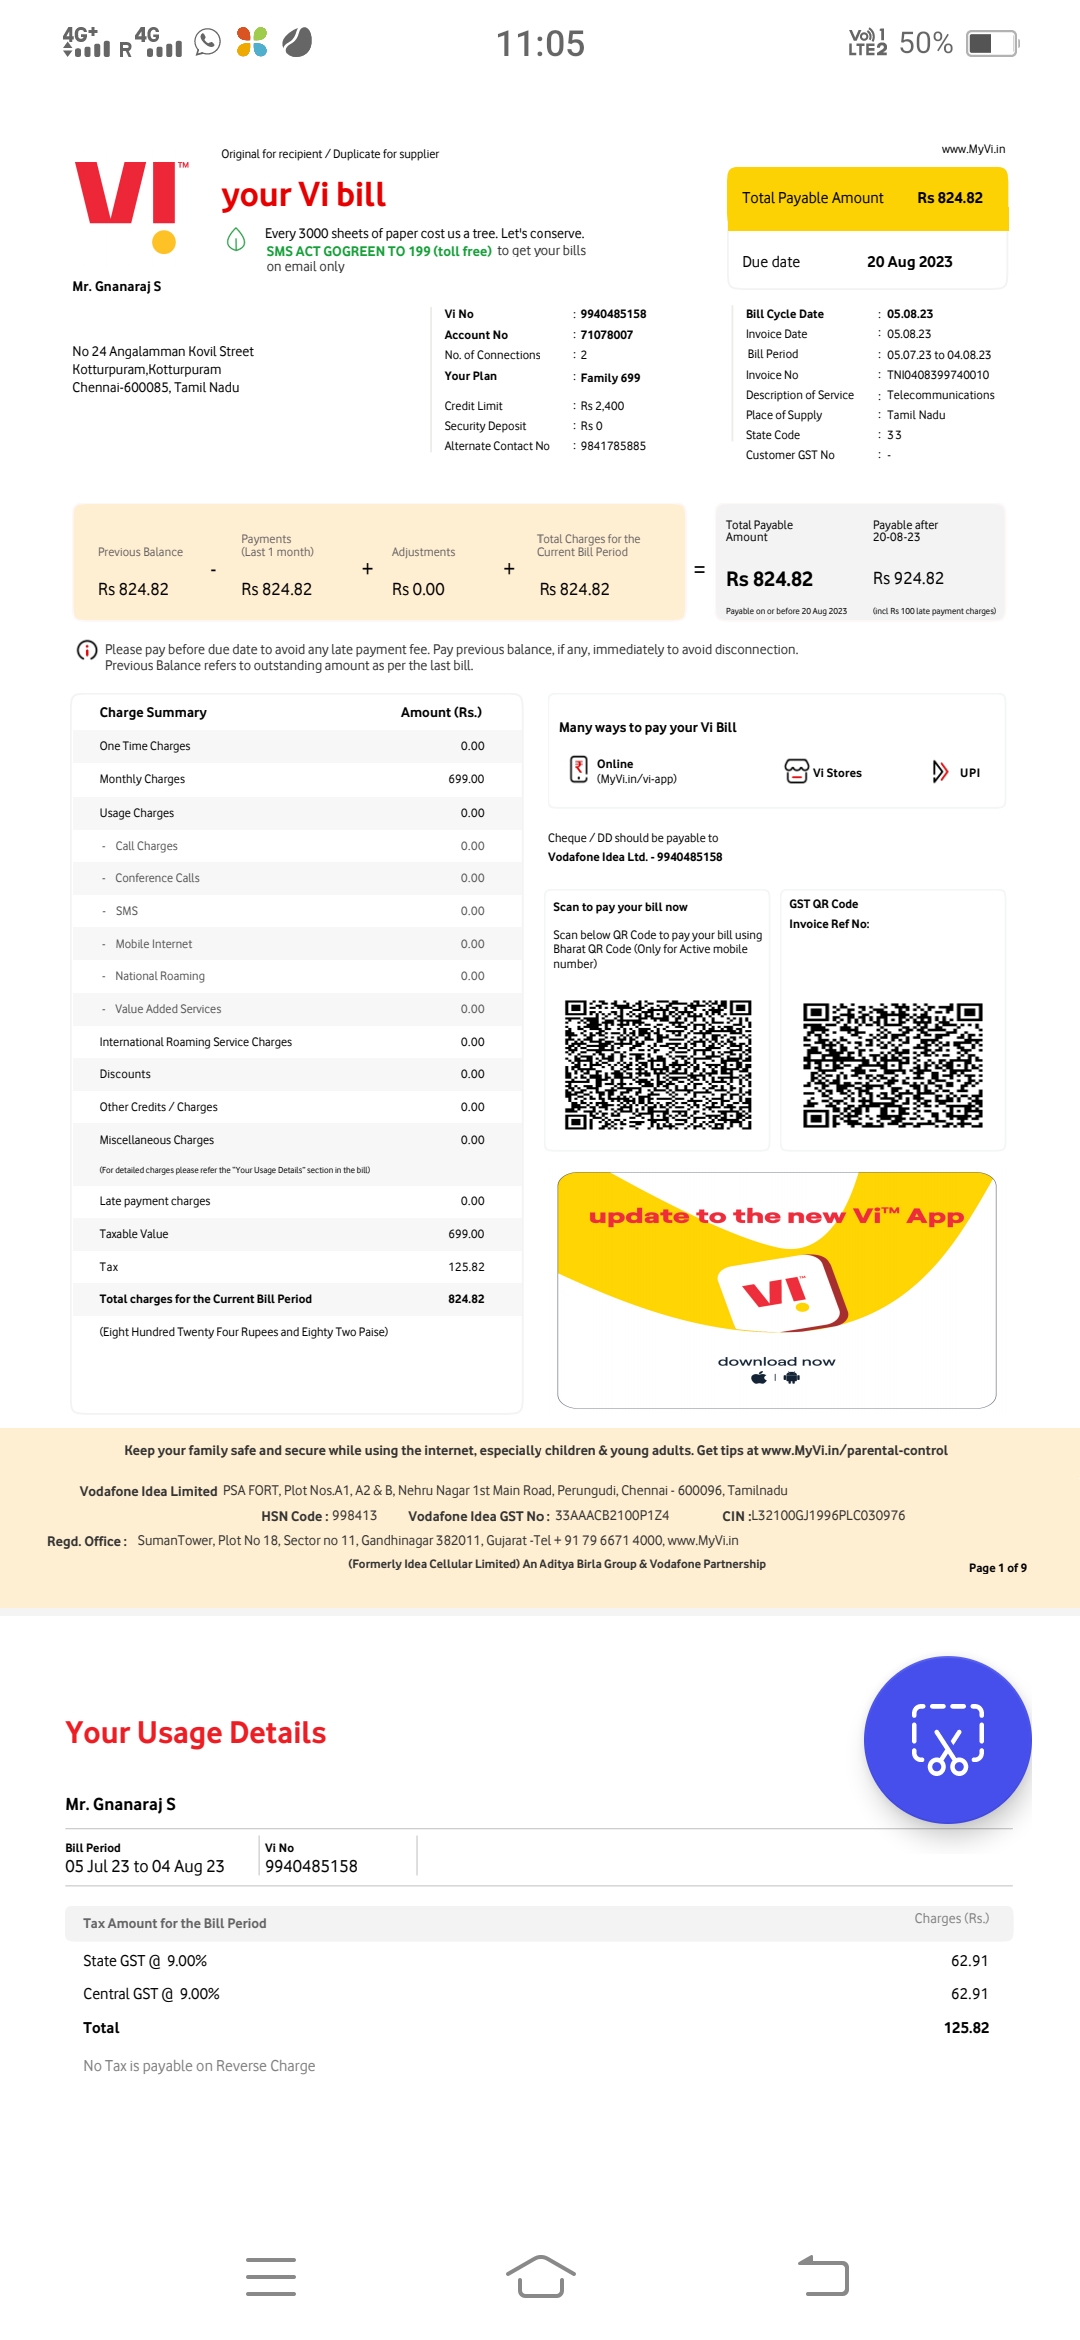 4G+ R 4G 11:05 Vo)) 1 LTE2 50%
Original for recipient / Duplicate for supplier
www.MyVi.in
VI™
your Vi bill
Total Payable Amount Rs 824.82
Every 3000 sheets of paper cost us a tree. Let's conserve.
SMS ACT GOGREEN TO 199 (toll free) to get your bills
on email only
Due date 20 Aug 2023
Mr. Gnanaraj S
No 24 Angalamman Kovil Street
Kotturpuram,Kotturpuram
Chennai-600085, Tamil Nadu
Vi No : 9940485158
Account No : 71078007
No. of Connections : 2
Your Plan : Family 699
Credit Limit : Rs 2,400
Security Deposit : Rs 0
Alternate Contact No : 9841785885
Bill Cycle Date : 05.08.23
Invoice Date : 05.08.23
Bill Period : 05.07.23 to 04.08.23
Invoice No : TNI0408399740010
Description of Service : Telecommunications
Place of Supply : Tamil Nadu
State Code : 33
Customer GST No : -
Previous Balance
Rs 824.82
-
Payments
(Last 1 month)
Rs 824.82
+
Adjustments
Rs 0.00
+
Total Charges for the
Current Bill Period
Rs 824.82
=
Total Payable
Amount
Rs 824.82
Payable on or before 20 Aug 2023
Payable after
20-08-23
Rs 924.82
(incl Rs 100 late payment charges)
Please pay before due date to avoid any late payment fee. Pay previous balance, if any, immediately to avoid disconnection.
Previous Balance refers to outstanding amount as per the last bill.
Charge Summary Amount (Rs.)
One Time Charges 0.00
Monthly Charges 699.00
Usage Charges 0.00
- Call Charges 0.00
- Conference Calls 0.00
- SMS 0.00
- Mobile Internet 0.00
- National Roaming 0.00
- Value Added Services 0.00
International Roaming Service Charges 0.00
Discounts 0.00
Other Credits / Charges 0.00
Miscellaneous Charges 0.00
(For detailed charges please refer the "Your Usage Details" section in the bill)
Late payment charges 0.00
Taxable Value 699.00
Tax 125.82
Total charges for the Current Bill Period 824.82
(Eight Hundred Twenty Four Rupees and Eighty Two Paise)
Many ways to pay your Vi Bill
Online
(MyVi.in/vi-app)
Vi Stores
UPI
Cheque / DD should be payable to
Vodafone Idea Ltd. - 9940485158
Scan to pay your bill now
Scan below QR Code to pay your bill using
Bharat QR Code (Only for Active mobile
number)
GST QR Code
Invoice Ref No:
update to the new Vi™ App
VI
download now
Keep your family safe and secure while using the internet, especially children & young adults. Get tips at www.MyVi.in/parental-control
Vodafone Idea Limited PSA FORT, Plot Nos.A1, A2 & B, Nehru Nagar 1st Main Road, Perungudi, Chennai - 600096, Tamilnadu
HSN Code : 998413 Vodafone Idea GST No : 33AAACB2100P1Z4 CIN :L32100GJ1996PLC030976
Regd. Office : SumanTower, Plot No 18, Sector no 11, Gandhinagar 382011, Gujarat -Tel + 91 79 6671 4000, www.MyVi.in
(Formerly Idea Cellular Limited) An Aditya Birla Group & Vodafone Partnership
Page 1 of 9
Your Usage Details
Mr. Gnanaraj S
Bill Period
05 Jul 23 to 04 Aug 23
Vi No
9940485158
Tax Amount for the Bill Period Charges (Rs.)
State GST @ 9.00% 62.91
Central GST @ 9.00% 62.91
Total 125.82
No Tax is payable on Reverse Charge